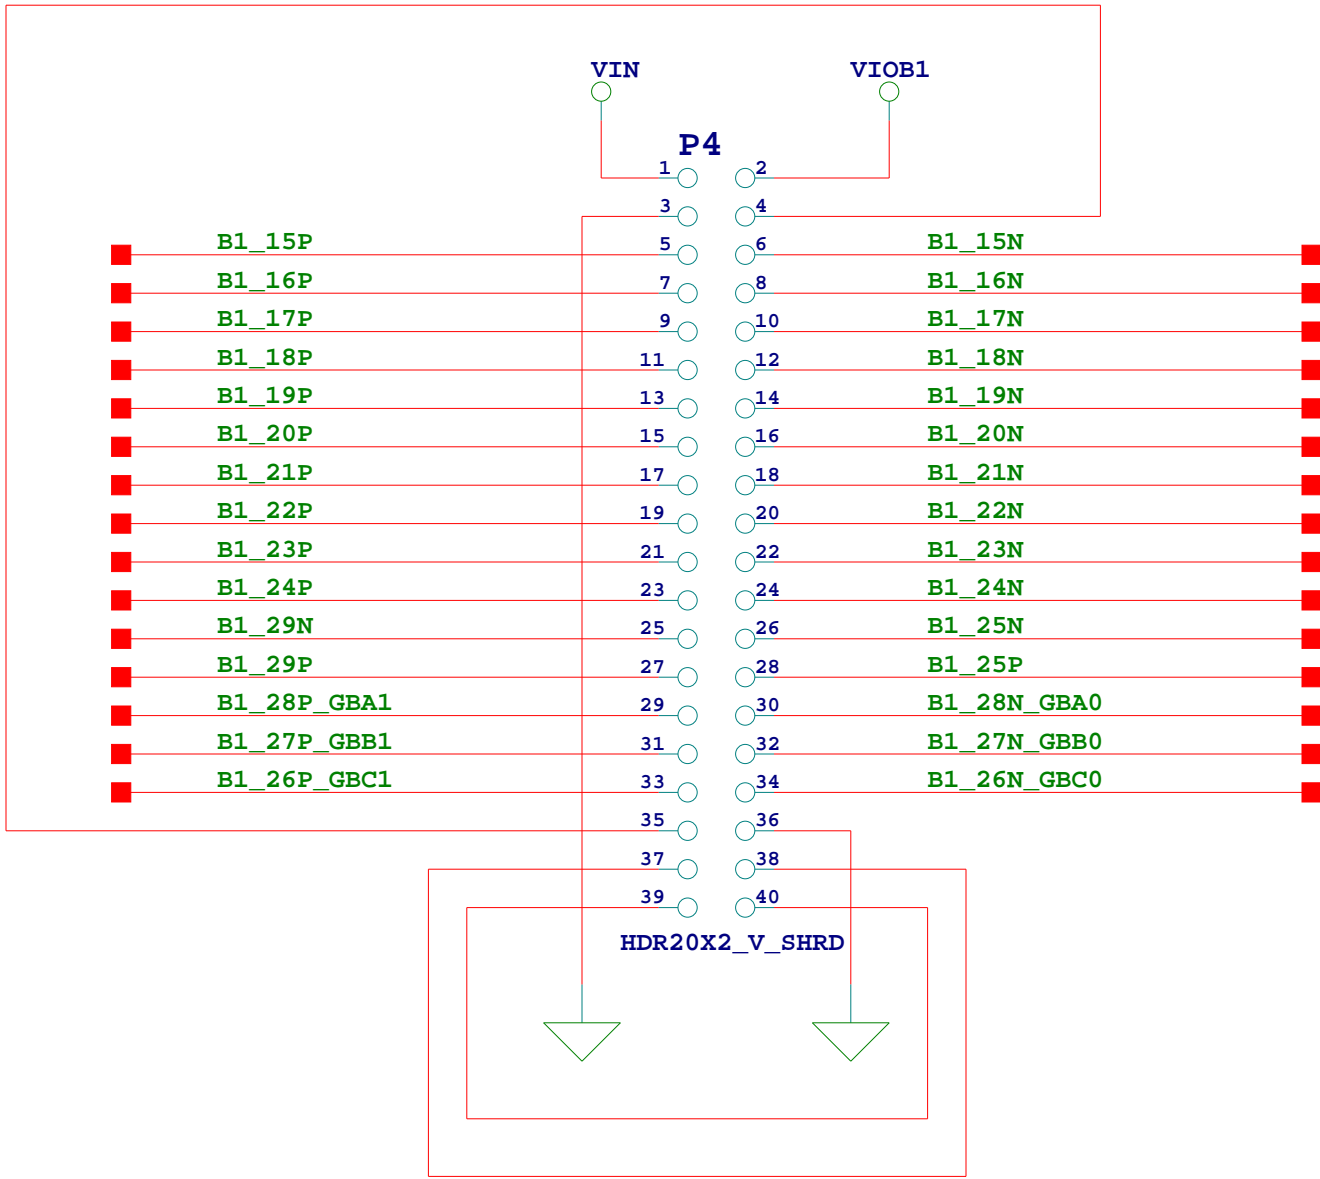 VIN VIOB1
P4
1 2
3 4
B1_15P 5 6 B1_15N
B1_16P 7 8 B1_16N
B1_17P 9 10 B1_17N
B1_18P 11 12 B1_18N
B1_19P 13 14 B1_19N
B1_20P 15 16 B1_20N
B1_21P 17 18 B1_21N
B1_22P 19 20 B1_22N
B1_23P 21 22 B1_23N
B1_24P 23 24 B1_24N
B1_29N 25 26 B1_25N
B1_29P 27 28 B1_25P
B1_28P_GBA1 29 30 B1_28N_GBA0
B1_27P_GBB1 31 32 B1_27N_GBB0
B1_26P_GBC1 33 34 B1_26N_GBC0
35 36
37 38
39 40
HDR20X2_V_SHRD